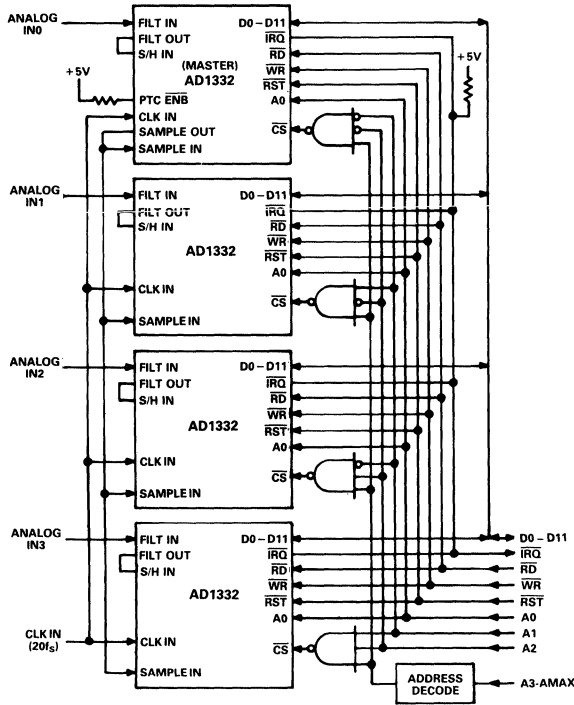 ANALOG
IN0
FILT IN
FILT OUT
S/H IN
+5V
PTC ENB
CLK IN
SAMPLE OUT
SAMPLE IN
(MASTER)
AD1332
D0–D11
IRQ
RD
WR
RST
A0
CS
+5V
ANALOG
IN1
FILT IN
FILT OUT
S/H IN
AD1332
CLK IN
SAMPLE IN
D0–D11
IRQ
RD
WR
RST
A0
CS
ANALOG
IN2
FILT IN
FILT OUT
S/H IN
AD1332
CLK IN
SAMPLE IN
D0–D11
IRQ
RD
WR
RST
A0
CS
ANALOG
IN3
FILT IN
FILT OUT
S/H IN
AD1332
CLK IN
(20fS)
CLK IN
SAMPLE IN
D0–D11
IRQ
RD
WR
RST
A0
CS
D0–D11
IRQ
RD
WR
RST
A0
A1
A2
ADDRESS
DECODE
A3-AMAX